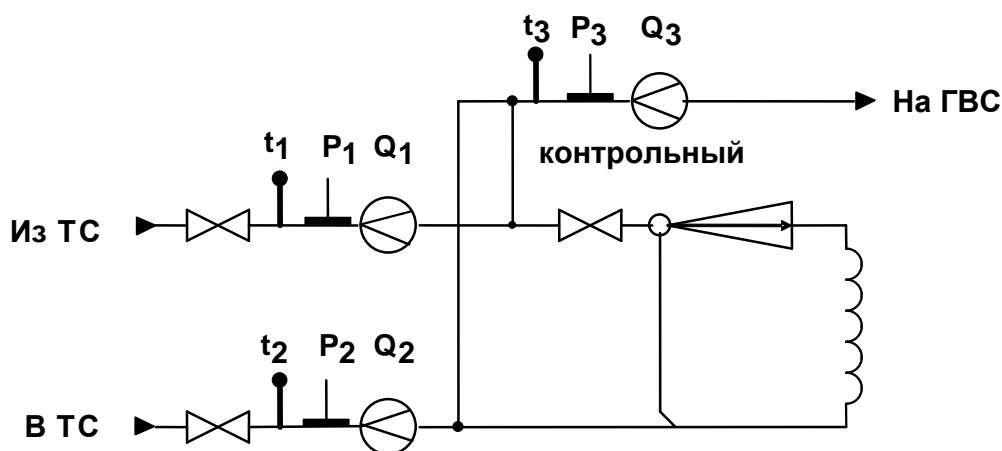 t3 P3 Q3
На ГВС
контрольный
t1 P1 Q1
Из ТС
t2 P2 Q2
В ТС